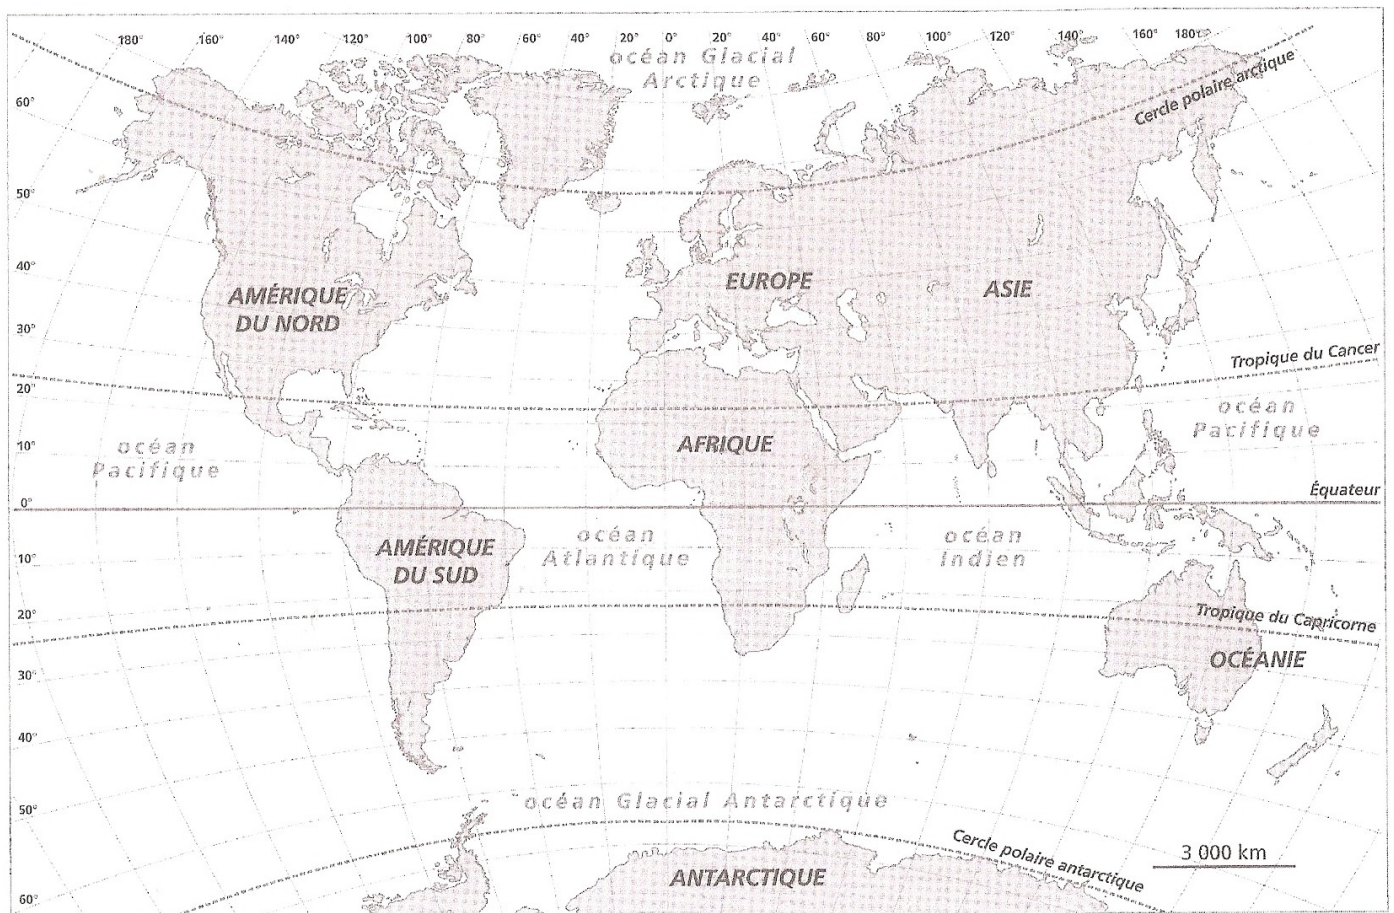 180° 160° 140° 120° 100° 80° 60° 40° 20° 0° 20° 40° 60° 80° 100° 120° 140° 160° 180°
océan Glacial
Arctique
Cercle polaire arctique
60°
50°
40°
30°
20°
10°
0°
10°
20°
30°
40°
50°
60°
AMÉRIQUE
DU NORD
EUROPE
ASIE
Tropique du Cancer
océan
Pacifique
AFRIQUE
océan
Pacifique
Équateur
AMÉRIQUE
DU SUD
océan
Atlantique
océan
Indien
Tropique du Capricorne
OCÉANIE
océan Glacial Antarctique
Cercle polaire antarctique
3 000 km
ANTARCTIQUE